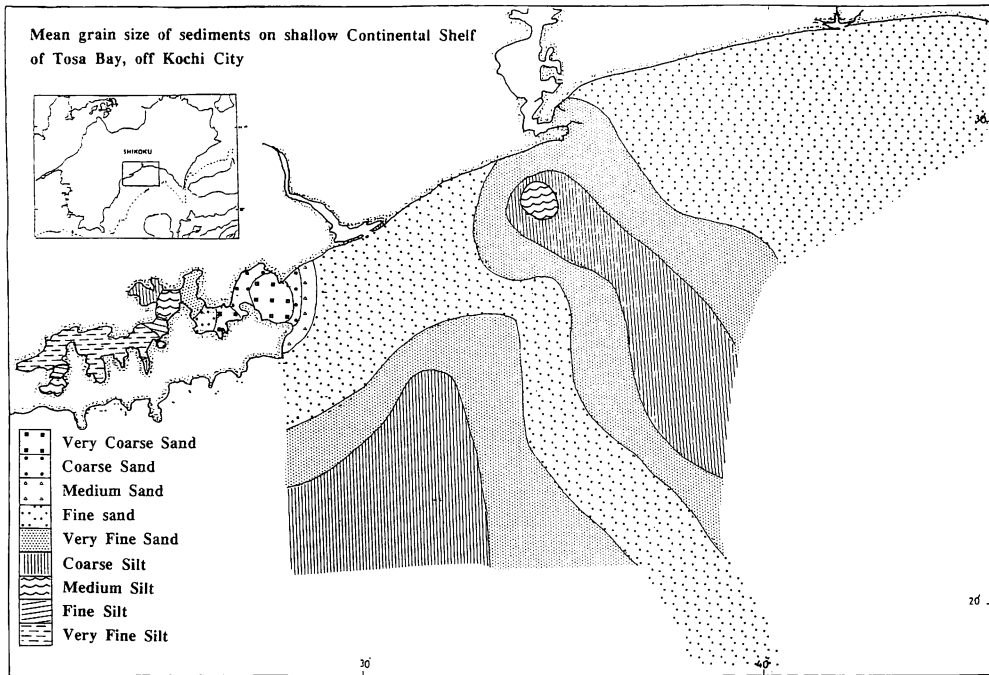 Mean grain size of sediments on shallow Continental Shelf
of Tosa Bay, off Kochi City
SHIKOKU
30'
Very Coarse Sand
Coarse Sand
Medium Sand
Fine sand
Very Fine Sand
Coarse Silt
Medium Silt
Fine Silt
Very Fine Silt
20'
30'
40'